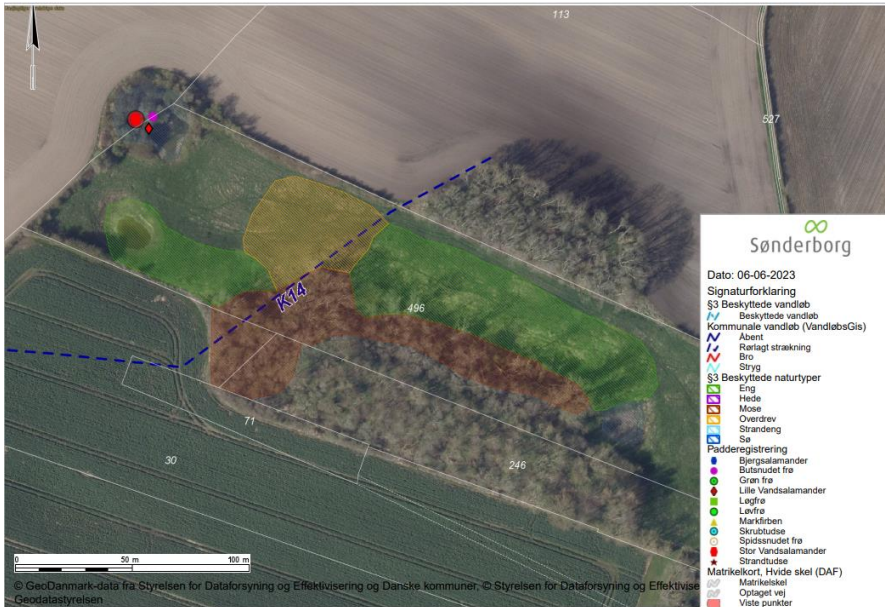 113
527
K14
496
71
30
246
0 50 m 100 m
© GeoDanmark-data fra Styrelsen for Dataforsyning og Effektivisering og Danske kommuner, © Styrelsen for Dataforsyning og Effektivise
Geodatastyrelsen
Sønderborg
Dato: 06-06-2023
Signaturforklaring
§3 Beskyttede vandløb
Beskyttede vandløb
Kommunale vandløb (VandløbsGis)
Åbent
Rørlagt strækning
Bro
Stryg
§3 Beskyttede naturtyper
Eng
Hede
Mose
Overdrev
Strandeng
Sø
Padderegistrering
Bjergsalamander
Butsnudet frø
Grøn frø
Lille Vandsalamander
Løgfrø
Løvfrø
Markfirben
Skrubtudse
Spidssnudet frø
Stor Vandsalamander
Strandtudse
Matrikelkort, Hvide skel (DAF)
Matrikelskel
Optaget vej
Viste punkter